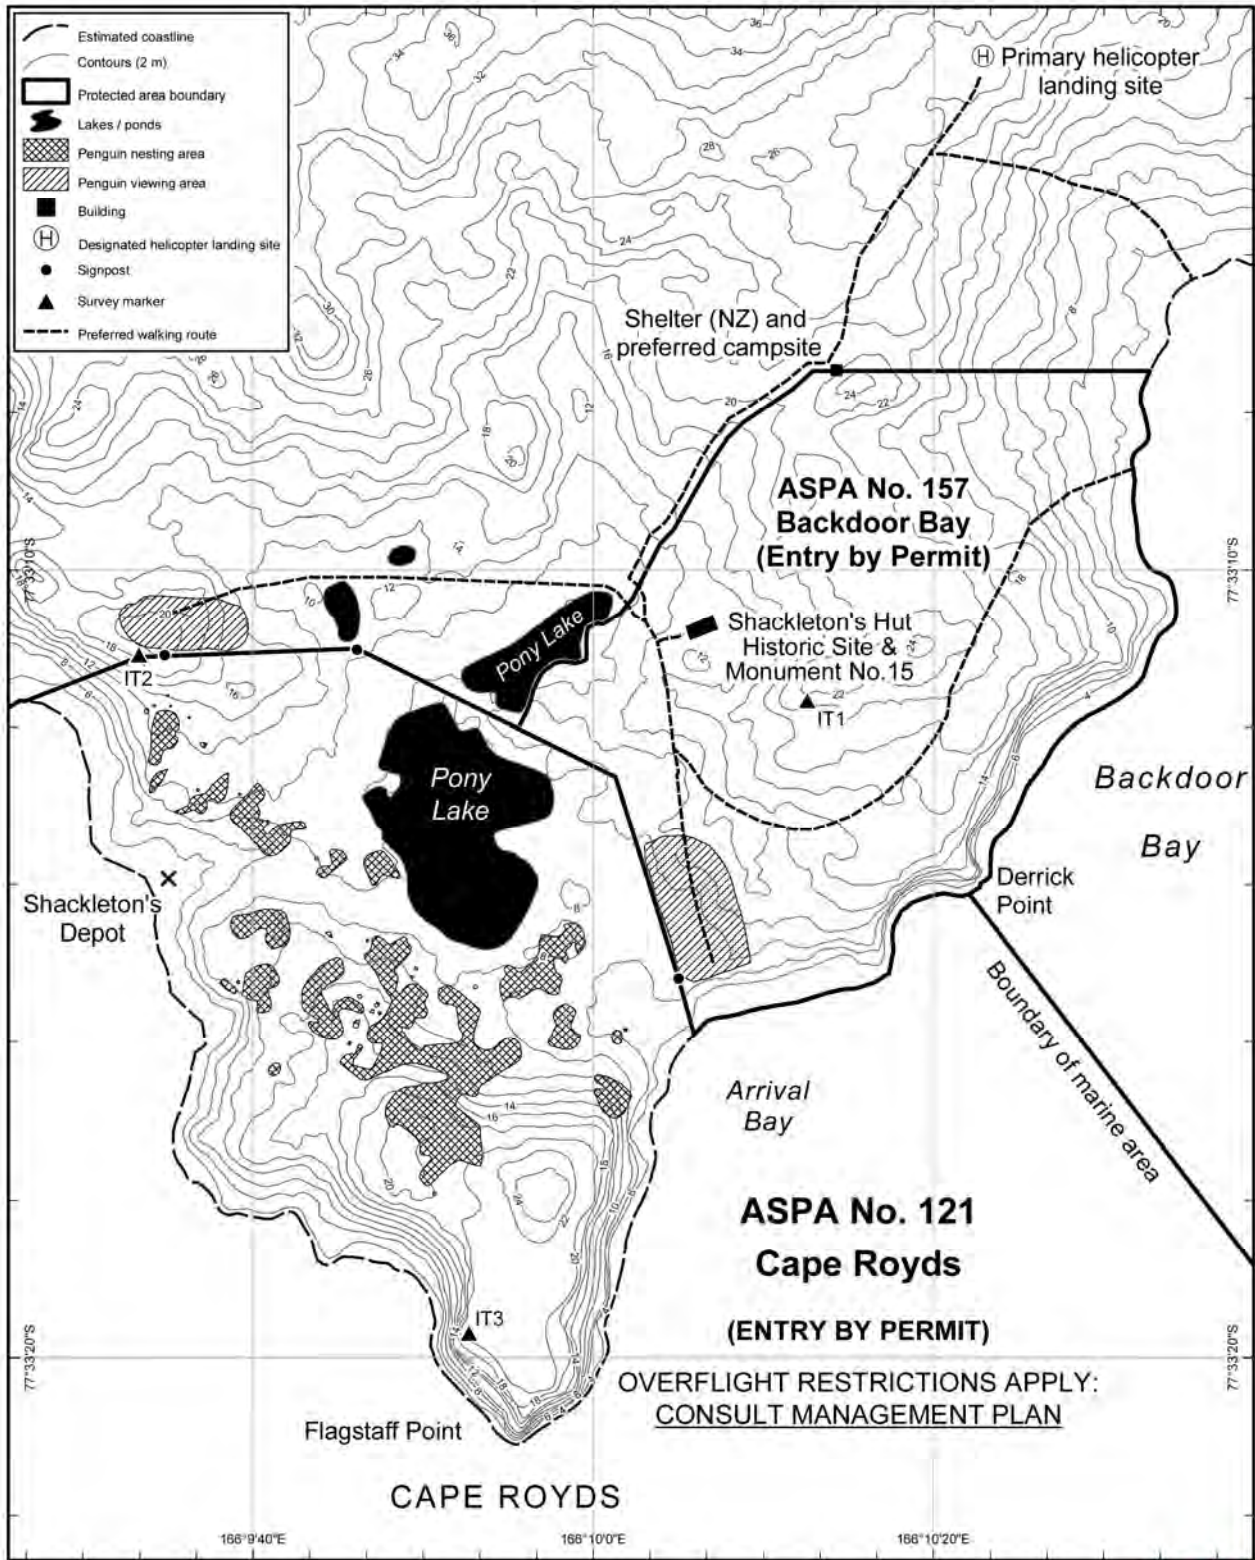 Estimated coastline
Contours (2 m)
Protected area boundary
Lakes / ponds
Penguin nesting area
Penguin viewing area
Building
H
Designated helicopter landing site
Signpost
Survey marker
Preferred walking route
H Primary helicopter
landing site
Shelter (NZ) and
preferred campsite
ASPA No. 157
Backdoor Bay
(Entry by Permit)
77°33'10"S
77°33'10"S
Pony Lake
Shackleton's Hut
Historic Site &
Monument No.15
IT2
IT1
Pony
Lake
Backdoor
Bay
Shackleton's
Depot
Derrick
Point
Boundary of marine area
Arrival
Bay
ASPA No. 121
Cape Royds
(ENTRY BY PERMIT)
IT3
77°33'20"S
77°33'20"S
OVERFLIGHT RESTRICTIONS APPLY:
CONSULT MANAGEMENT PLAN
Flagstaff Point
CAPE ROYDS
166°9'40"E
166°10'0"E
166°10'20"E